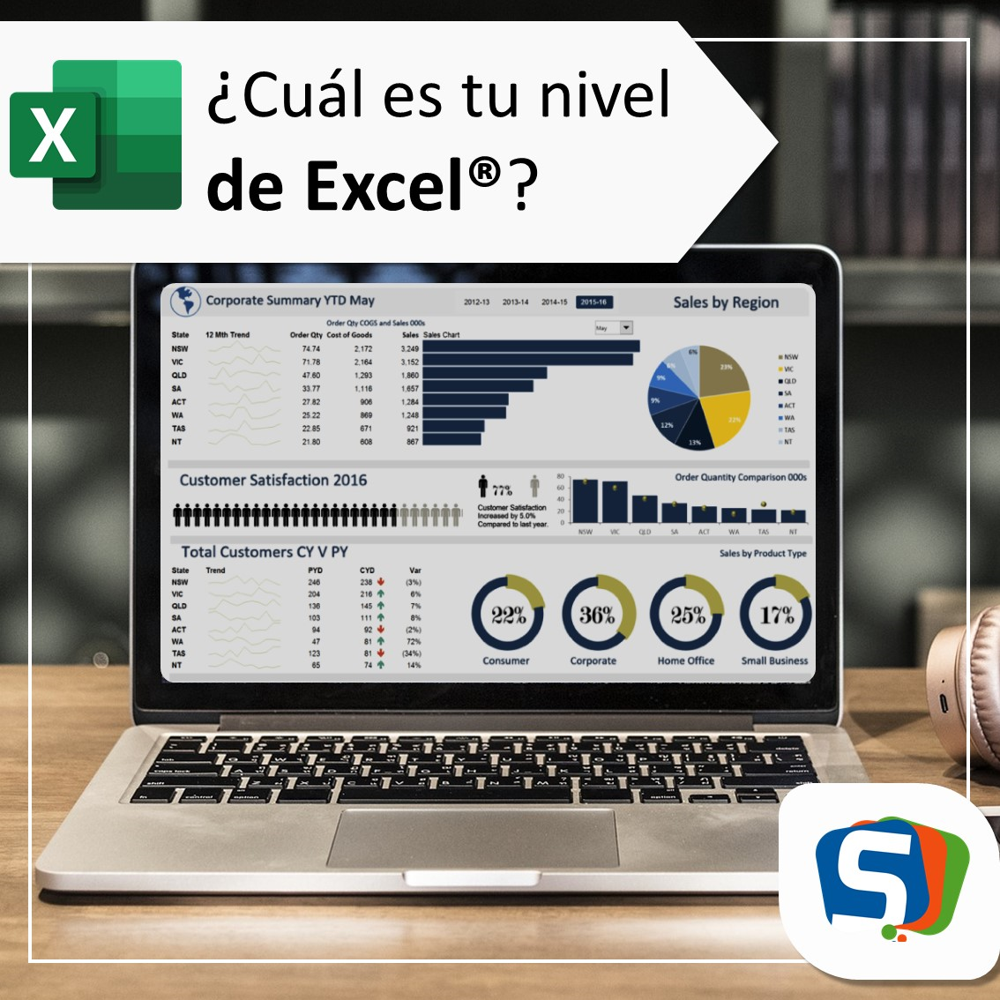 ¿Cuál es tu nivel
de Excel®?
X
Corporate Summary YTD May
2012-13 2013-14 2014-15 2015-16
Sales by Region
Order Qty COGS and Sales 000s
May
State 12 Mth Trend Order Qty Cost of Goods Sales Sales Chart
NSW 74.74 2,172 3,249
VIC 71.78 2,164 3,152
QLD 47.60 1,293 1,860
SA 33.77 1,116 1,657
ACT 27.82 906 1,284
WA 25.22 869 1,248
TAS 22.85 671 921
NT 21.80 608 867
6%
23%
22%
13%
12%
9%
9%
NSW
VIC
QLD
SA
ACT
WA
TAS
NT
Customer Satisfaction 2016
77%
Customer Satisfaction
Increased by 5.0%
Compared to last year.
Order Quantity Comparison 000s
80
60
40
20
0
NSW VIC QLD SA ACT WA TAS NT
Total Customers CY V PY
State Trend PYD CYD Var
NSW 246 238 (3%)
VIC 204 216 6%
QLD 136 145 7%
SA 103 111 8%
ACT 94 92 (2%)
WA 47 81 72%
TAS 123 81 (34%)
NT 65 74 14%
Sales by Product Type
22% 36% 25% 17%
Consumer Corporate Home Office Small Business
S